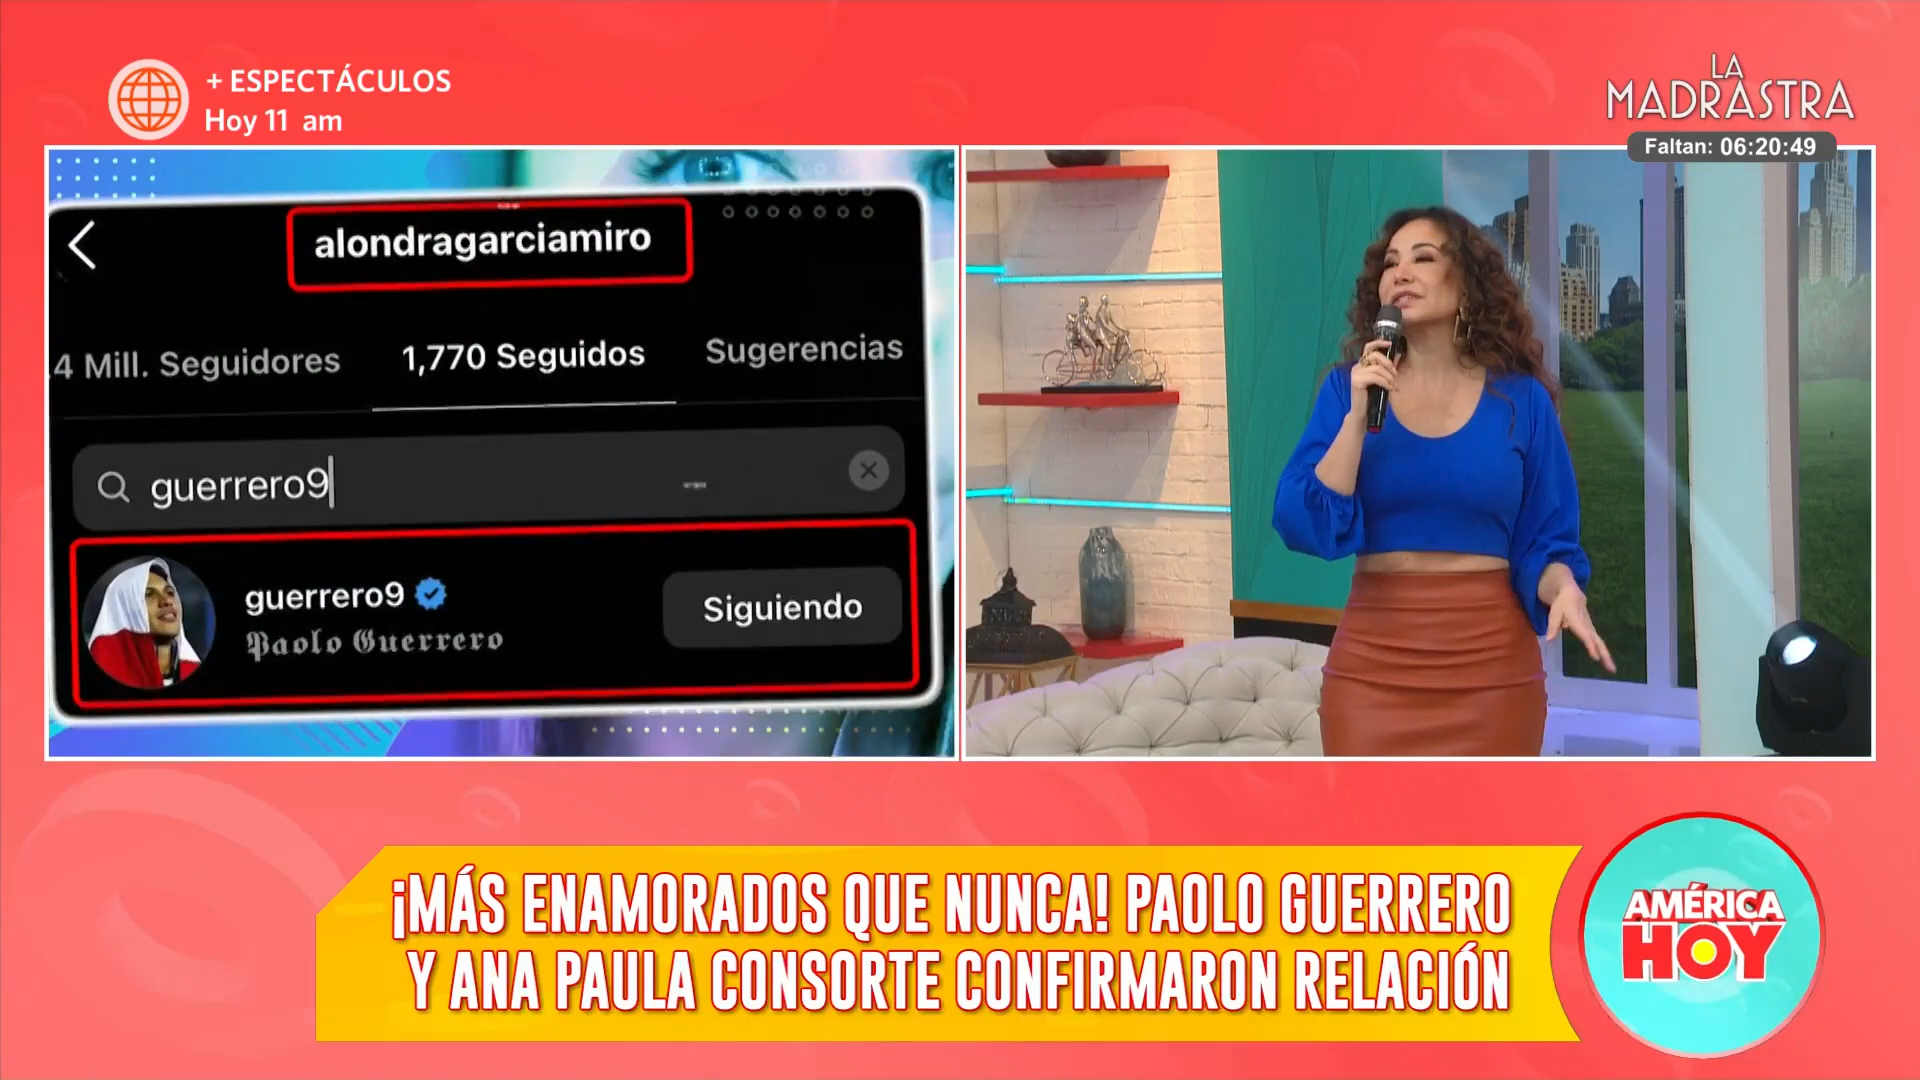 + ESPECTÁCULOS
Hoy 11 am
LA
MADRASTRA
Faltan: 06:20:49
alondragarciamiro
4 Mill. Seguidores
1,770 Seguidos
Sugerencias
guerrero9
guerrero9
Paolo Guerrero
Siguiendo
¡MÁS ENAMORADOS QUE NUNCA! PAOLO GUERRERO
Y ANA PAULA CONSORTE CONFIRMARON RELACIÓN
AMÉRICA
HOY